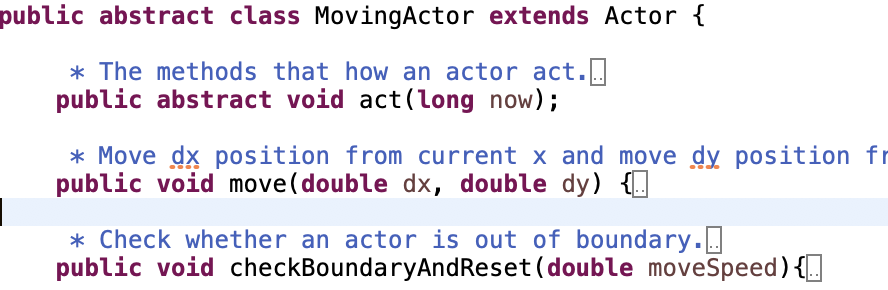 public abstract class MovingActor extends Actor {
* The methods that how an actor act...
public abstract void act(long now);
* Move dx position from current x and move dy position fr
public void move(double dx, double dy) {..
* Check whether an actor is out of boundary...
public void checkBoundaryAndReset(double moveSpeed){..